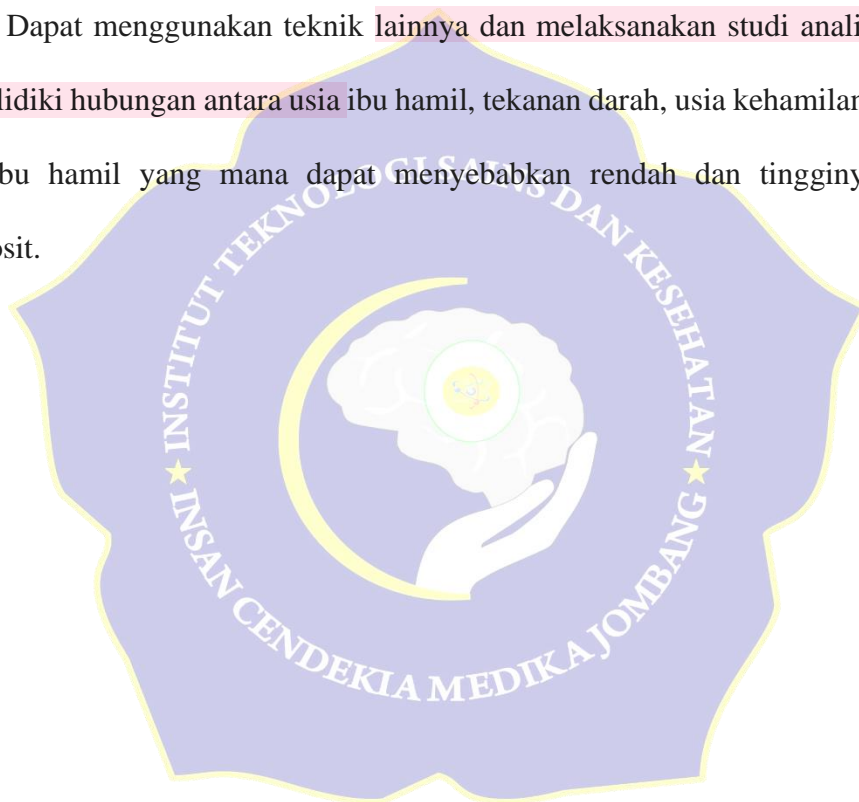 Dapat menggunakan teknik lainnya dan melaksanakan studi anali
lidiki hubungan antara usia ibu hamil, tekanan darah, usia kehamilan
bu hamil yang mana dapat menyebabkan rendah dan tingginy
osit.
INSTITUT TEKNOLOGI SAINS DAN KESEHATAN
INSAN CENDEKIA MEDIKA JOMBANG